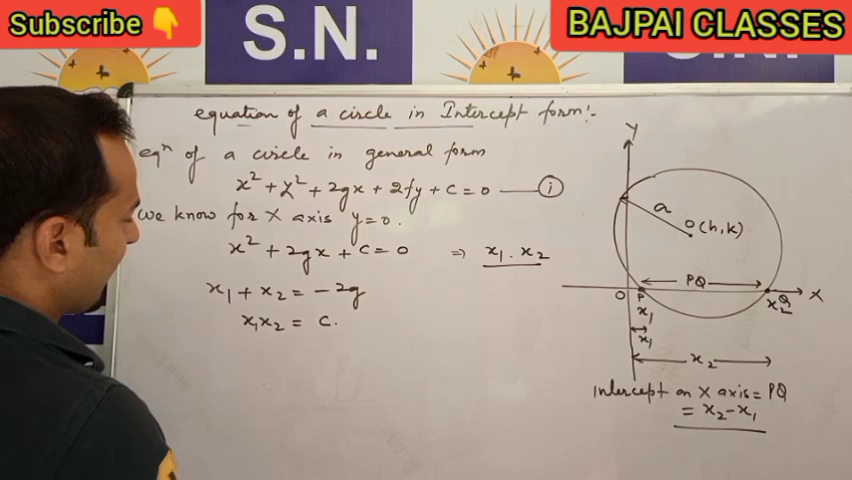 Subscribe 👇
BAJPAI CLASSES
S.N.
equation of a circle in Intercept form:-
eqⁿ of a circle in general form
x² + y² + 2gx + 2fy + c = 0 — (i)
we know for X axis y=0.
x² + 2gx + c = 0 ⇒ x₁ . x₂
x₁ + x₂ = -2g
x₁x₂ = c.
Y
a
O(h,k)
PQ
O
P
Q
X
x₁
x₂
x₁
x₂
Intercept on X axis = PQ
= x₂-x₁